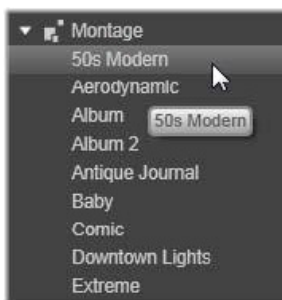 Montage
50s Modern
Aerodynamic
Album
50s Modern
Album 2
Antique Journal
Baby
Comic
Downtown Lights
Extreme